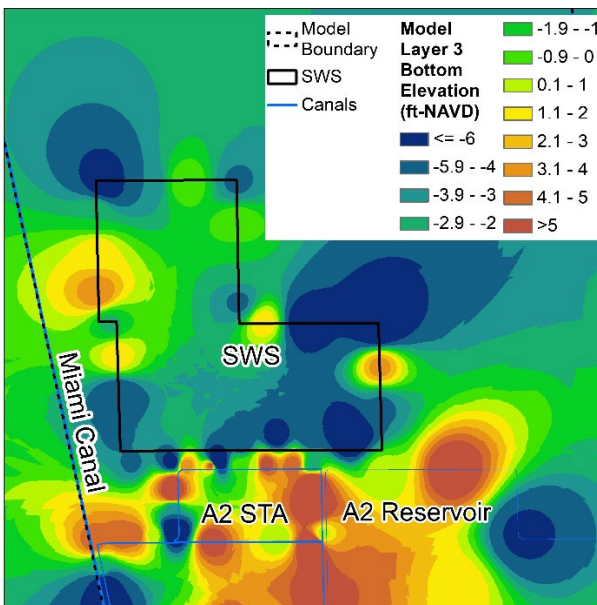 Model
Boundary
SWS
Canals
Model
Layer 3
Bottom
Elevation
(ft-NAVD)
<= -6
-5.9 - -4
-3.9 - -3
-2.9 - -2
-1.9 - -1
-0.9 - 0
0.1 - 1
1.1 - 2
2.1 - 3
3.1 - 4
4.1 - 5
>5
SWS
Miami Canal
A2 STA
A2 Reservoir